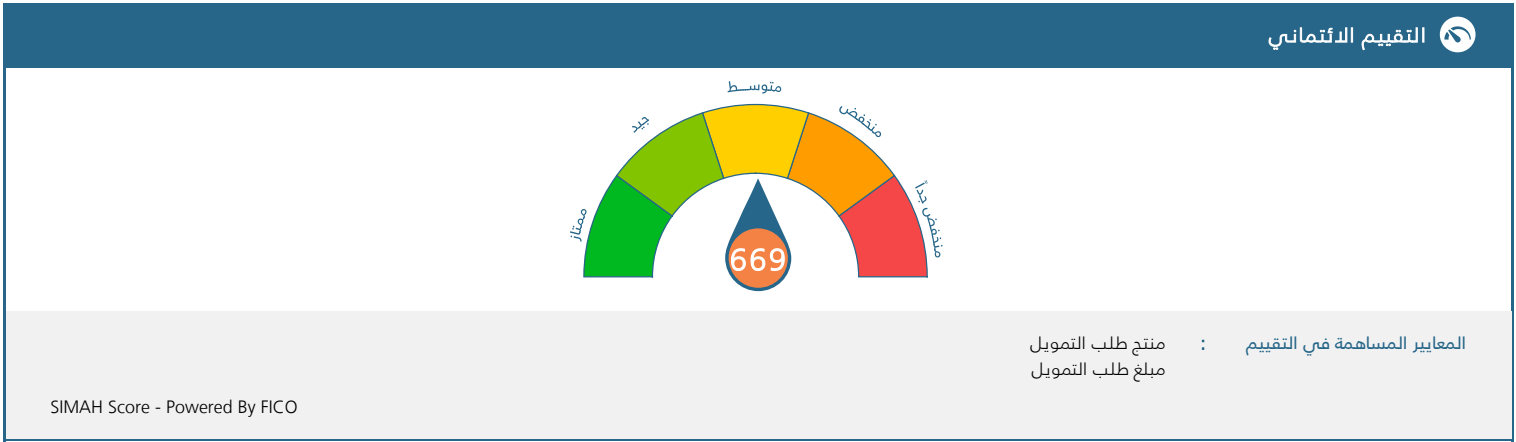 التقييم الائتماني
متوســط
جيد
منخفض
ممتاز
منخفض جداً
669
المعايير المساهمة في التقييم : منتج طلب التمويل
مبلغ طلب التمويل
SIMAH Score - Powered By FICO